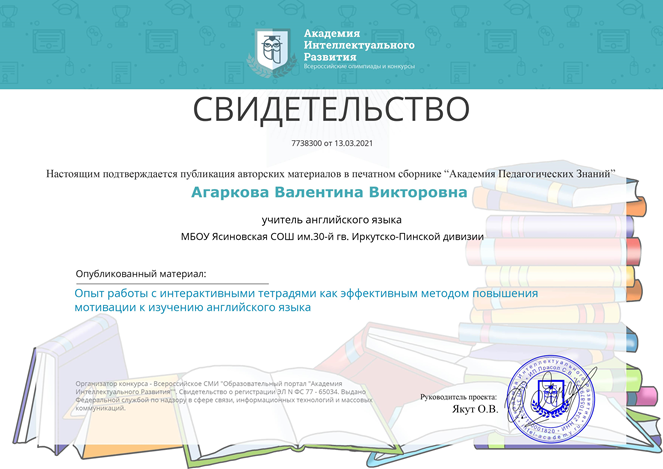 Академия
Интеллектуального
Развития
Всероссийские олимпиады и конкурсы
СВИДЕТЕЛЬСТВО
7738300 от 13.03.2021
Настоящим подтверждается публикация авторских материалов в печатном сборнике “Академия Педагогических Знаний”
Агаркова Валентина Викторовна
учитель английского языка
МБОУ Ясиновская СОШ им.30-й гв. Иркутско-Пинской дивизии
Опубликованный материал:
Опыт работы с интерактивными тетрадями как эффективным методом повышения
мотивации к изучению английского языка
Организатор конкурса - Всероссийское СМИ "Образовательный портал "Академия
Интеллектуального Развития"". Свидетельство о регистрации ЭЛ N ФС 77 - 65034. Выдано
Федеральной службой по надзору в сфере связи, информационных технологий и массовых
коммуникаций.
Руководитель проекта:
Якут О.В.